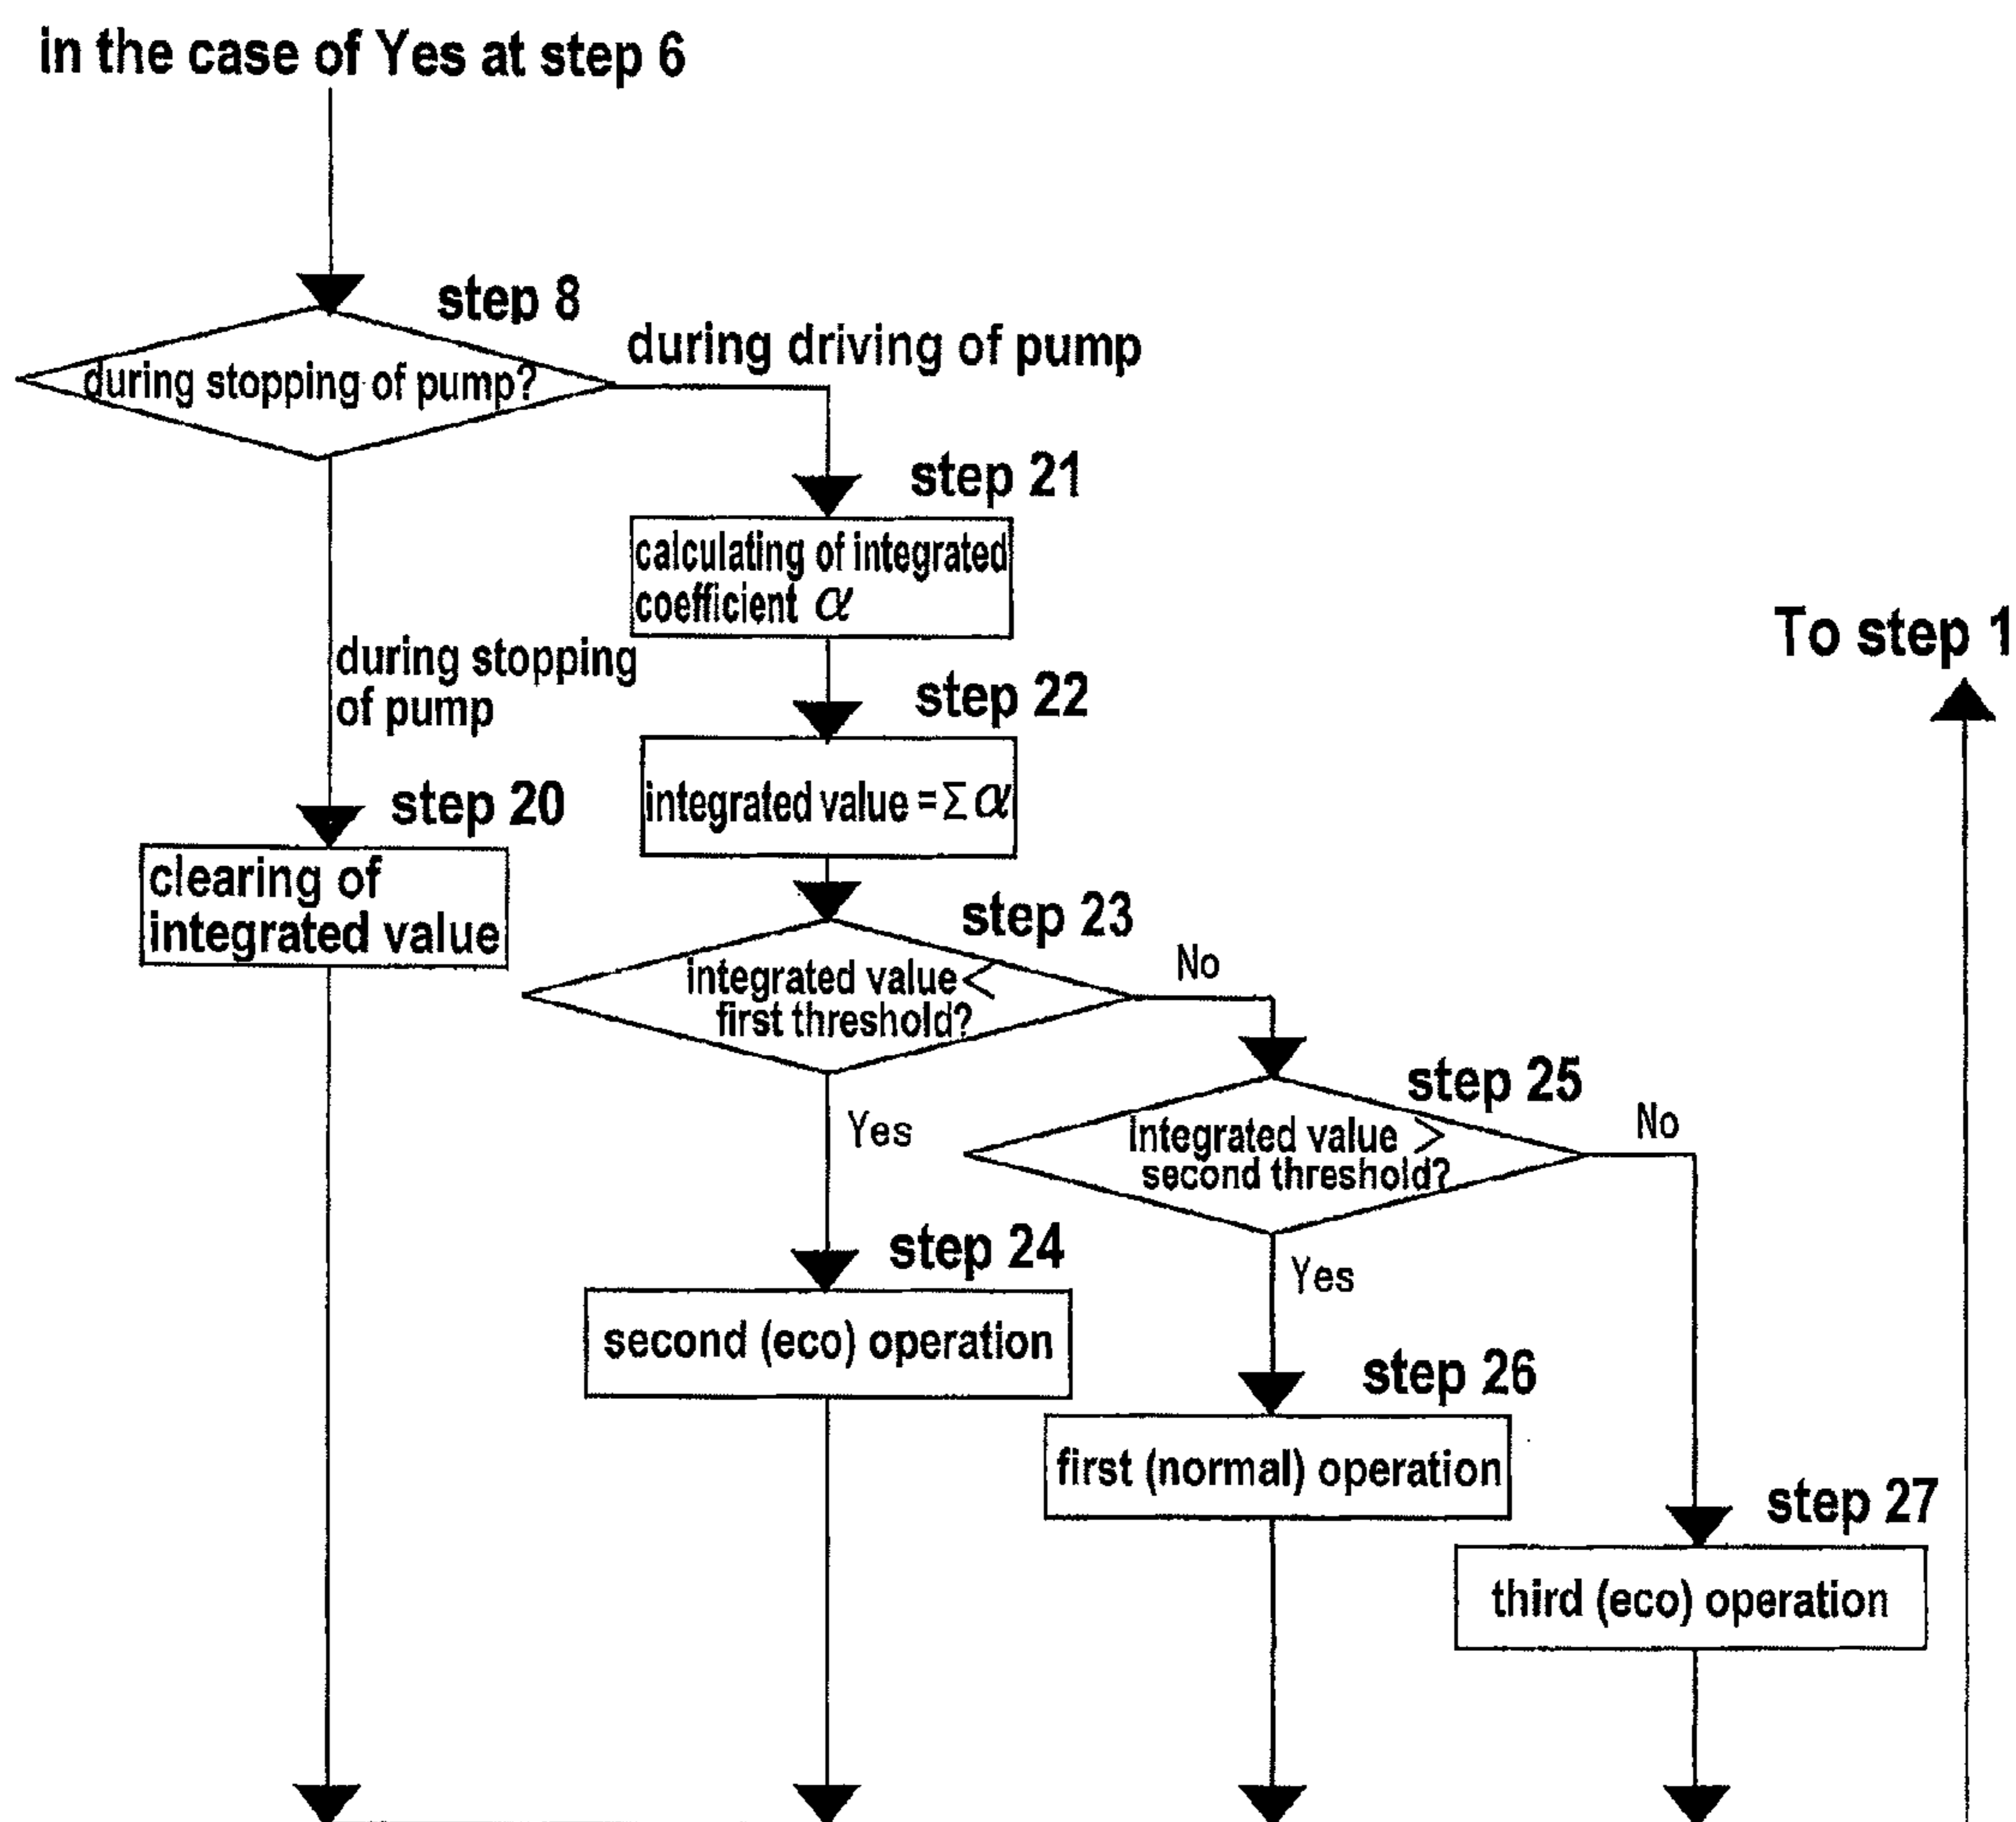 in the case of Yes at step 6
step 8
during driving of pump
during stopping of pump?
step 21
calculating of integrated
coefficient α
To step 1
during stopping
of pump
step 22
integrated value = Σ α
step 20
clearing of
integrated value
step 23
integrated value <
first threshold?
No
step 25
Integrated value >
second threshold?
No
Yes
step 24
second (eco) operation
Yes
step 26
first (normal) operation
step 27
third (eco) operation